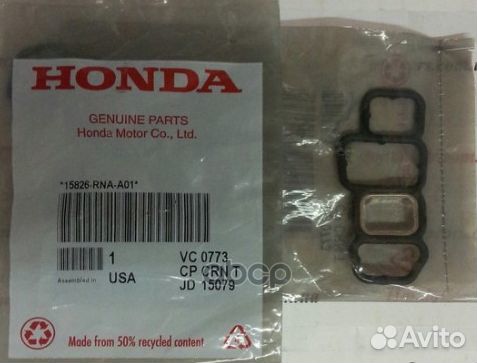 HONDA
GENUINE PARTS
Honda Motor Co., Ltd.
*15826-RNA-A01*
1
VC 0773
CP CRN T
Assembled in
USA
JD 15079
Made from 50% recycled content
Avito